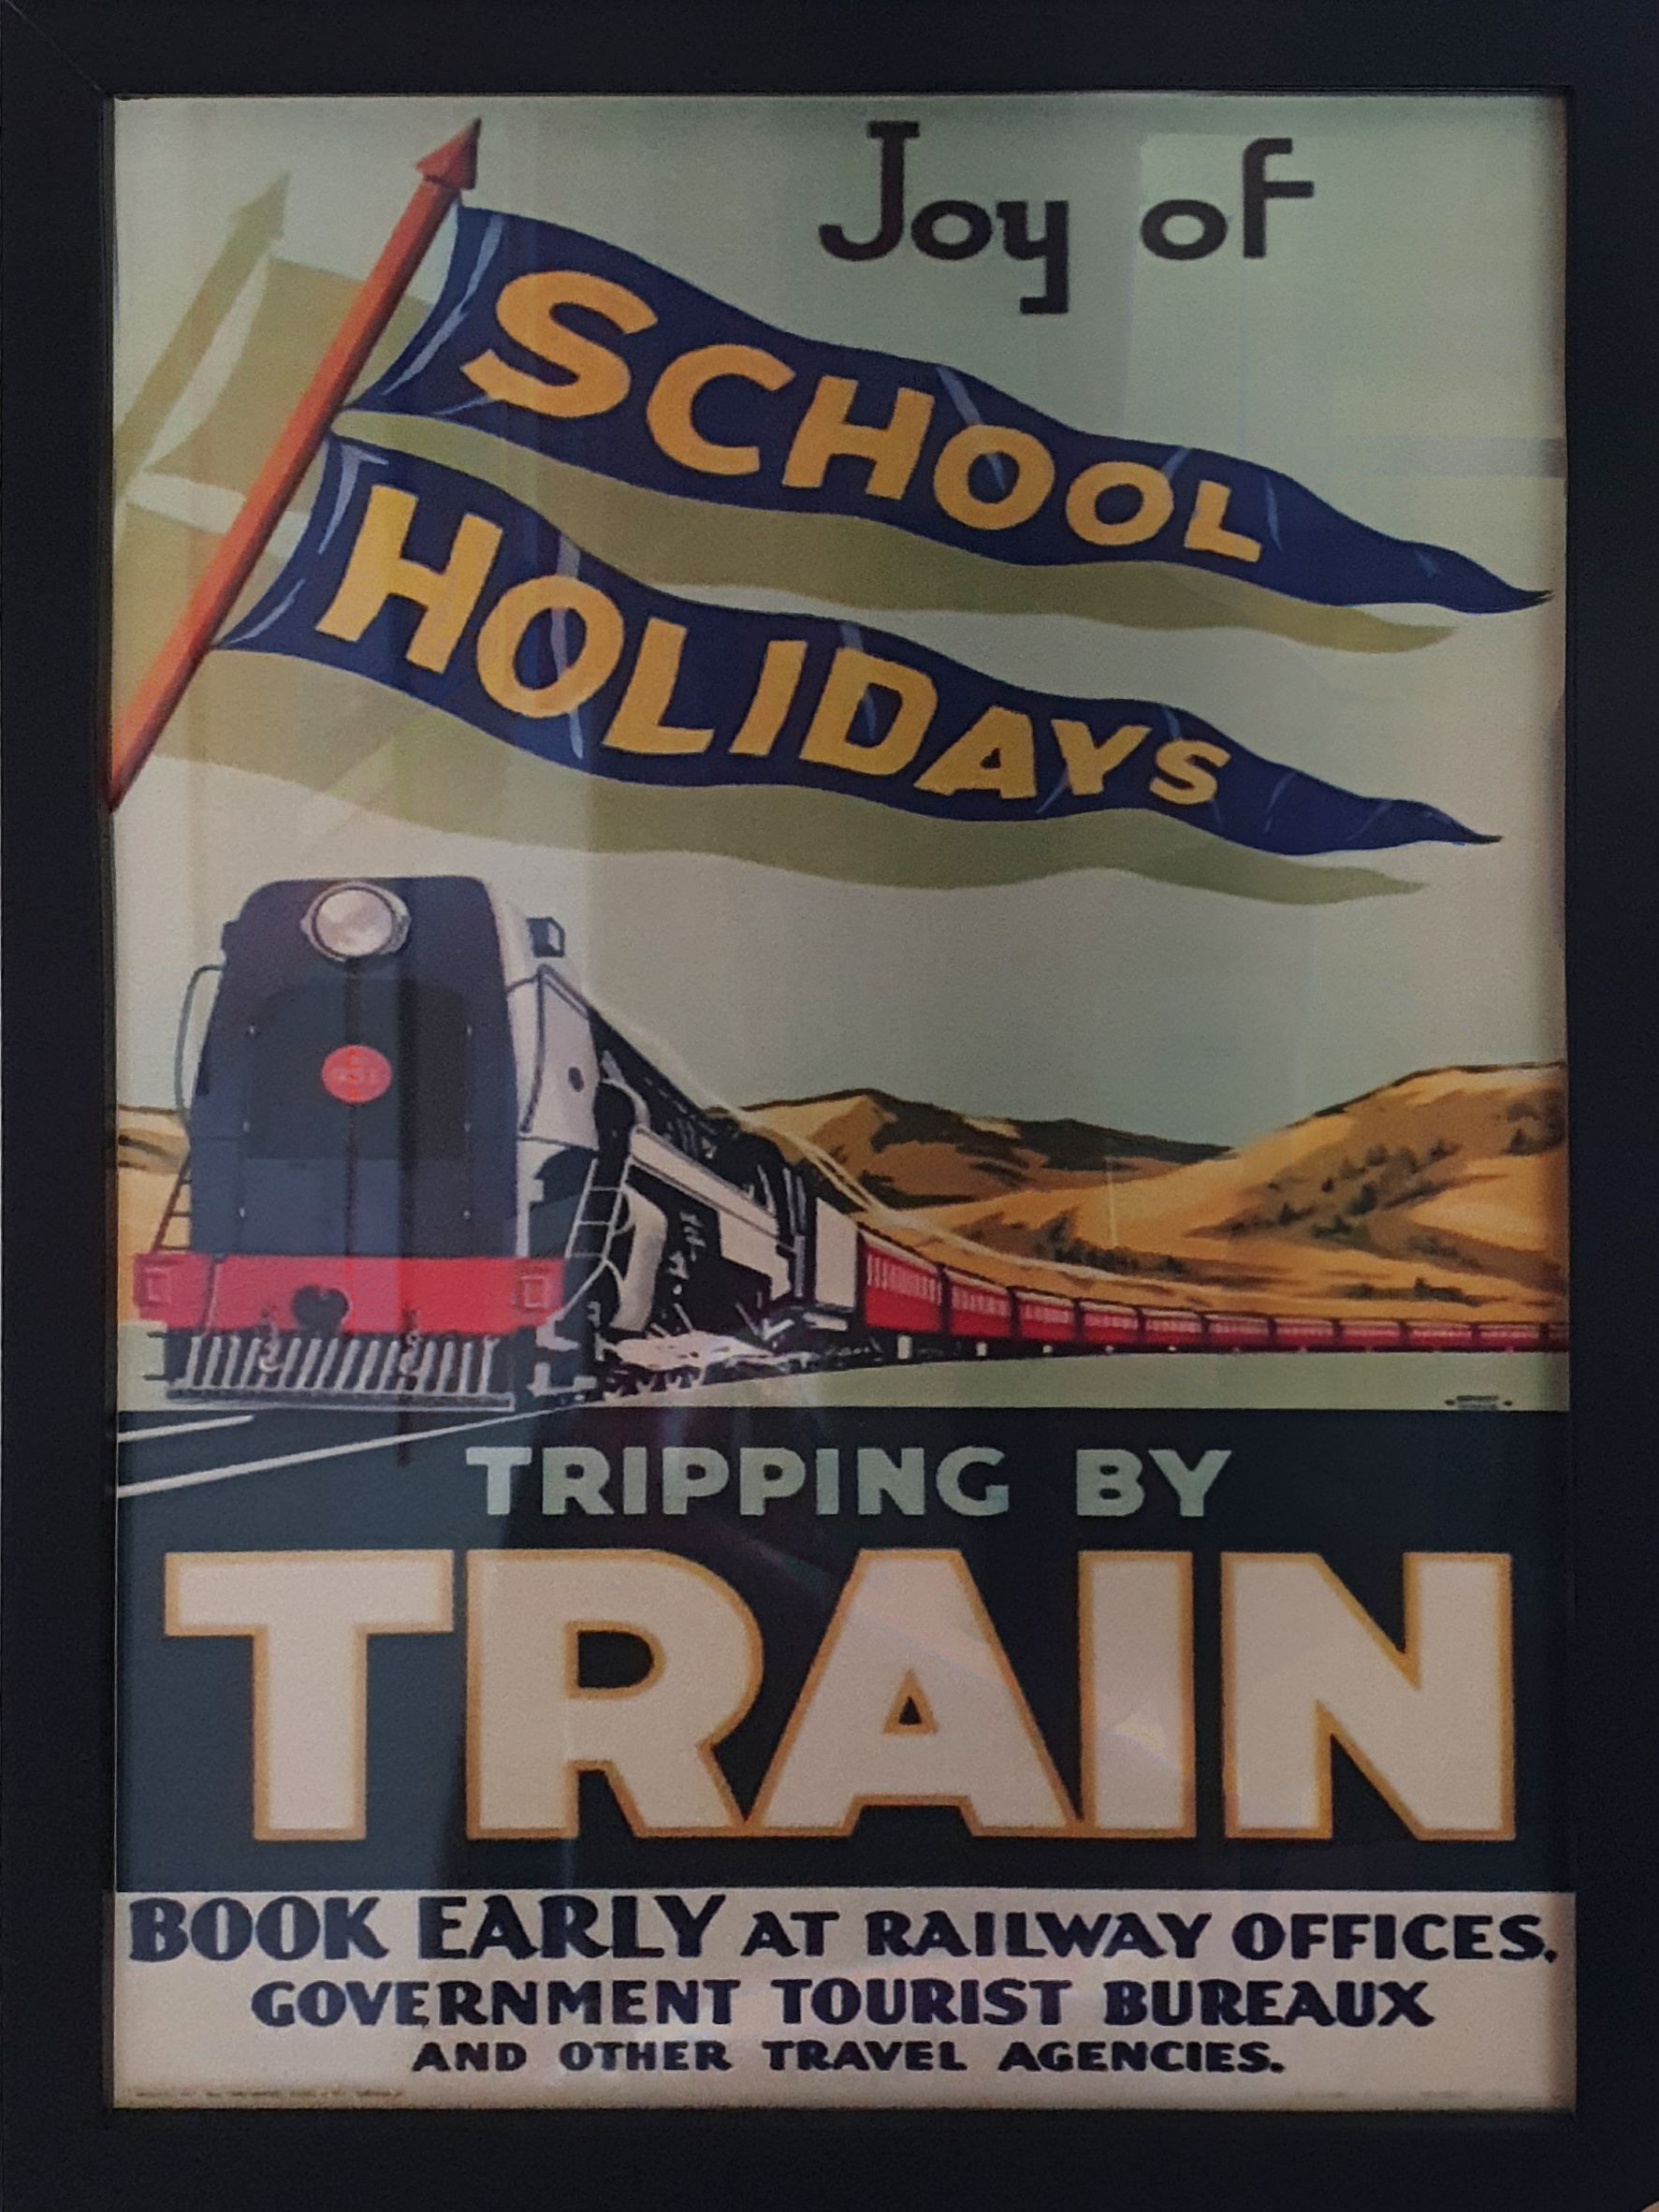 Joy of
SCHOOL
HOLIDAYS
TRIPPING BY
TRAIN
BOOK EARLY AT RAILWAY OFFICES.
GOVERNMENT TOURIST BUREAUX
AND OTHER TRAVEL AGENCIES.